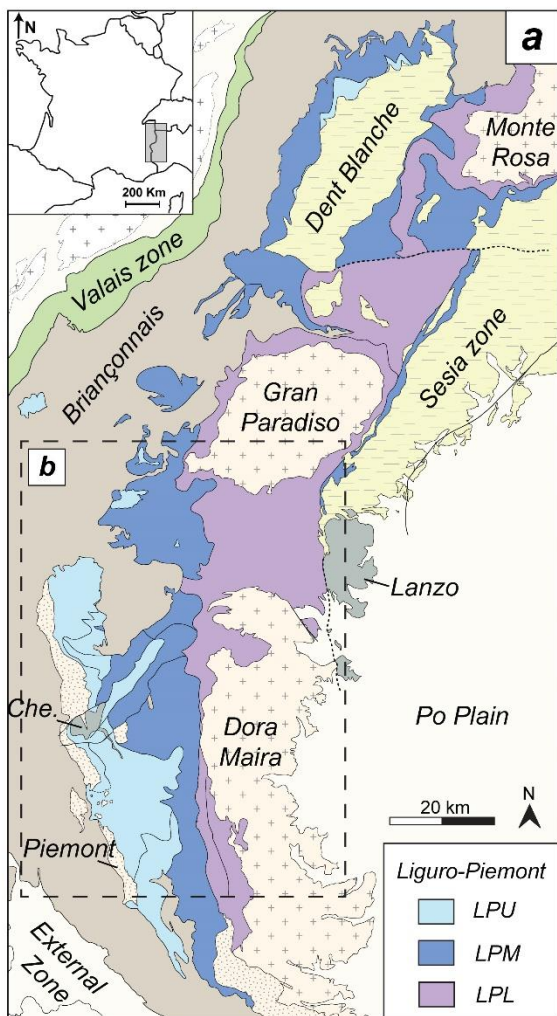 N
200 Km
a
Monte
Rosa
Dent Blanche
Valais zone
Briançonnais
Sesia zone
Gran
Paradiso
b
Lanzo
Che.
Dora
Maira
Po Plain
N
20 km
Piemont
External
Zone
Liguro-Piemont
LPU
LPM
LPL